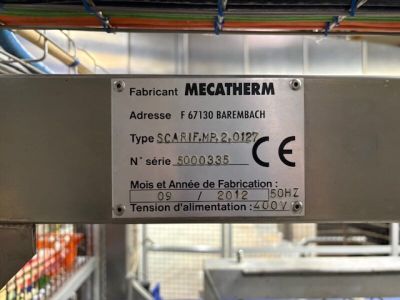 Fabricant MECATHERM
Adresse F 67130 BAREMBACH
Type SCARIF.MP.2.0127
N° série 5000335
CE
Mois et Année de Fabrication :
09 / 2012 50HZ
Tension d'alimentation : 400V